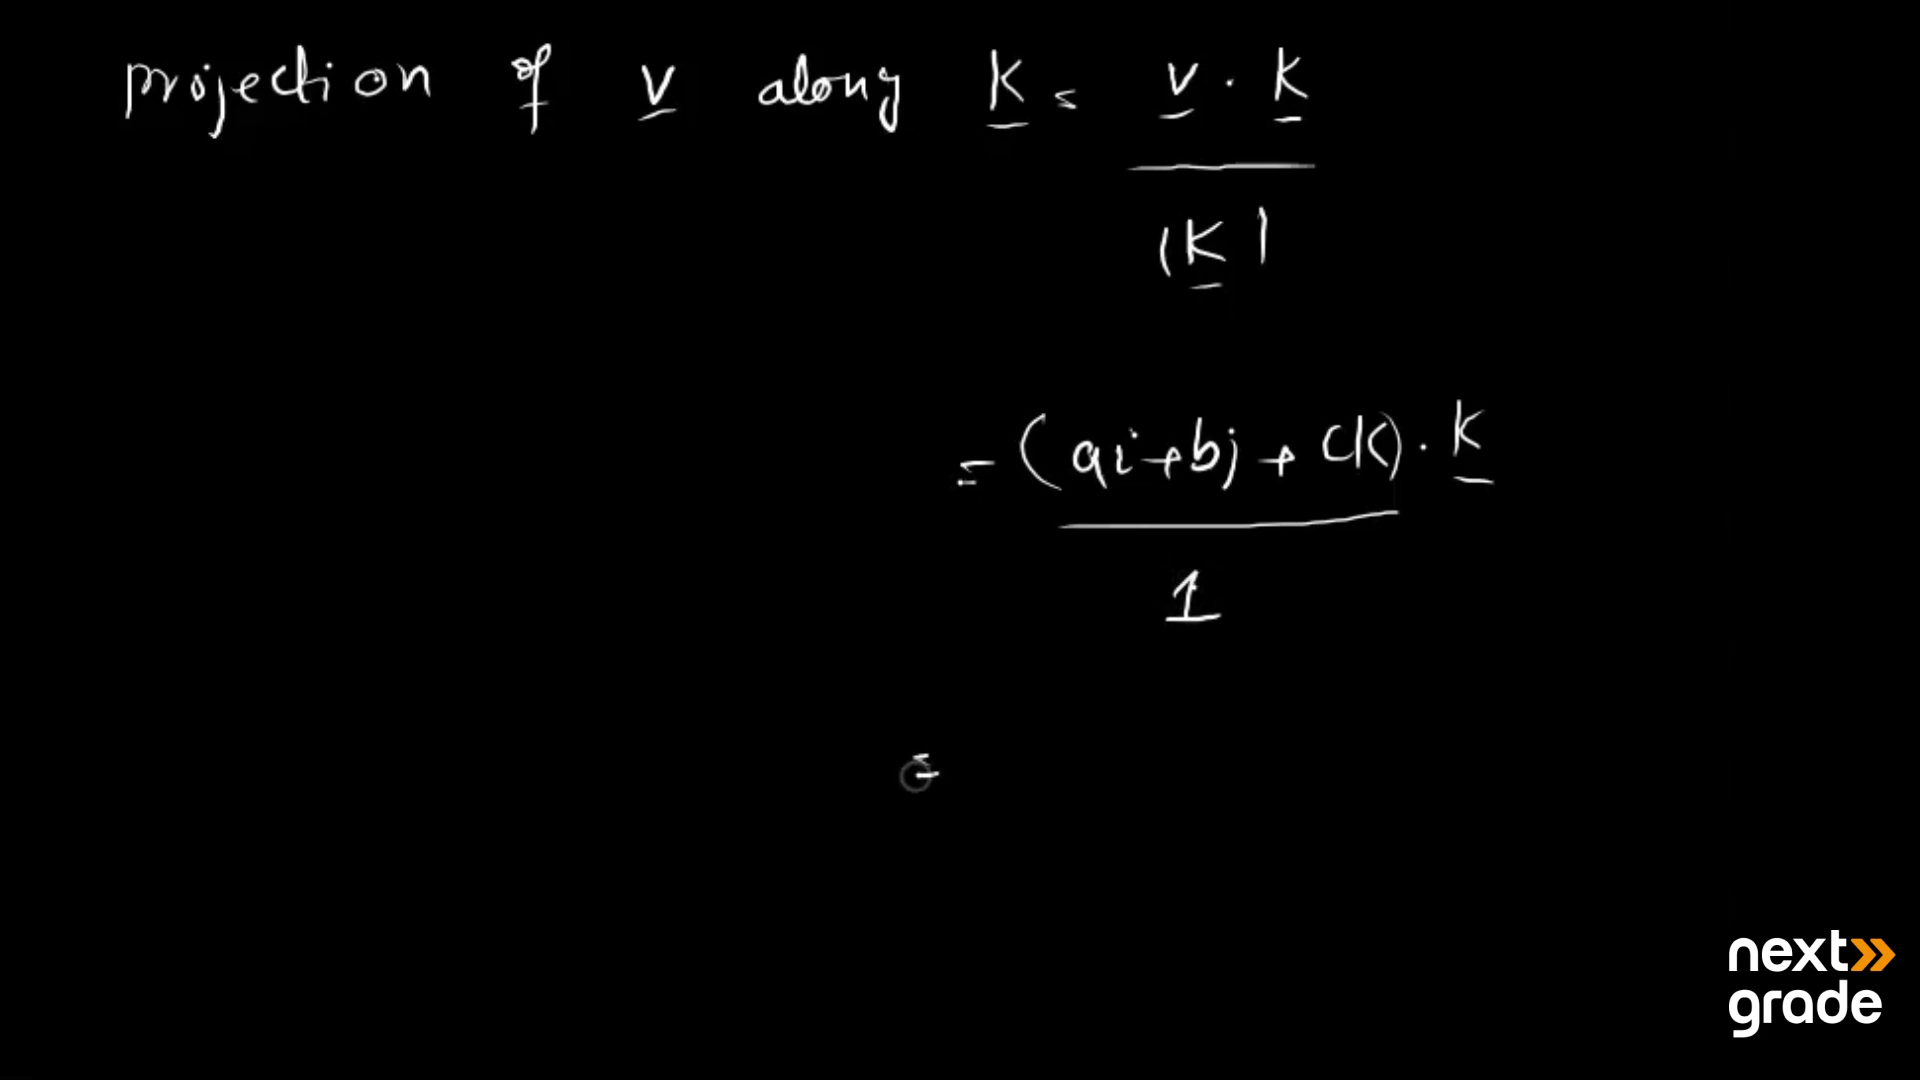 projection of v along k = v . k
|k|
= (ai + bj + ck) . k
1
=
next
grade